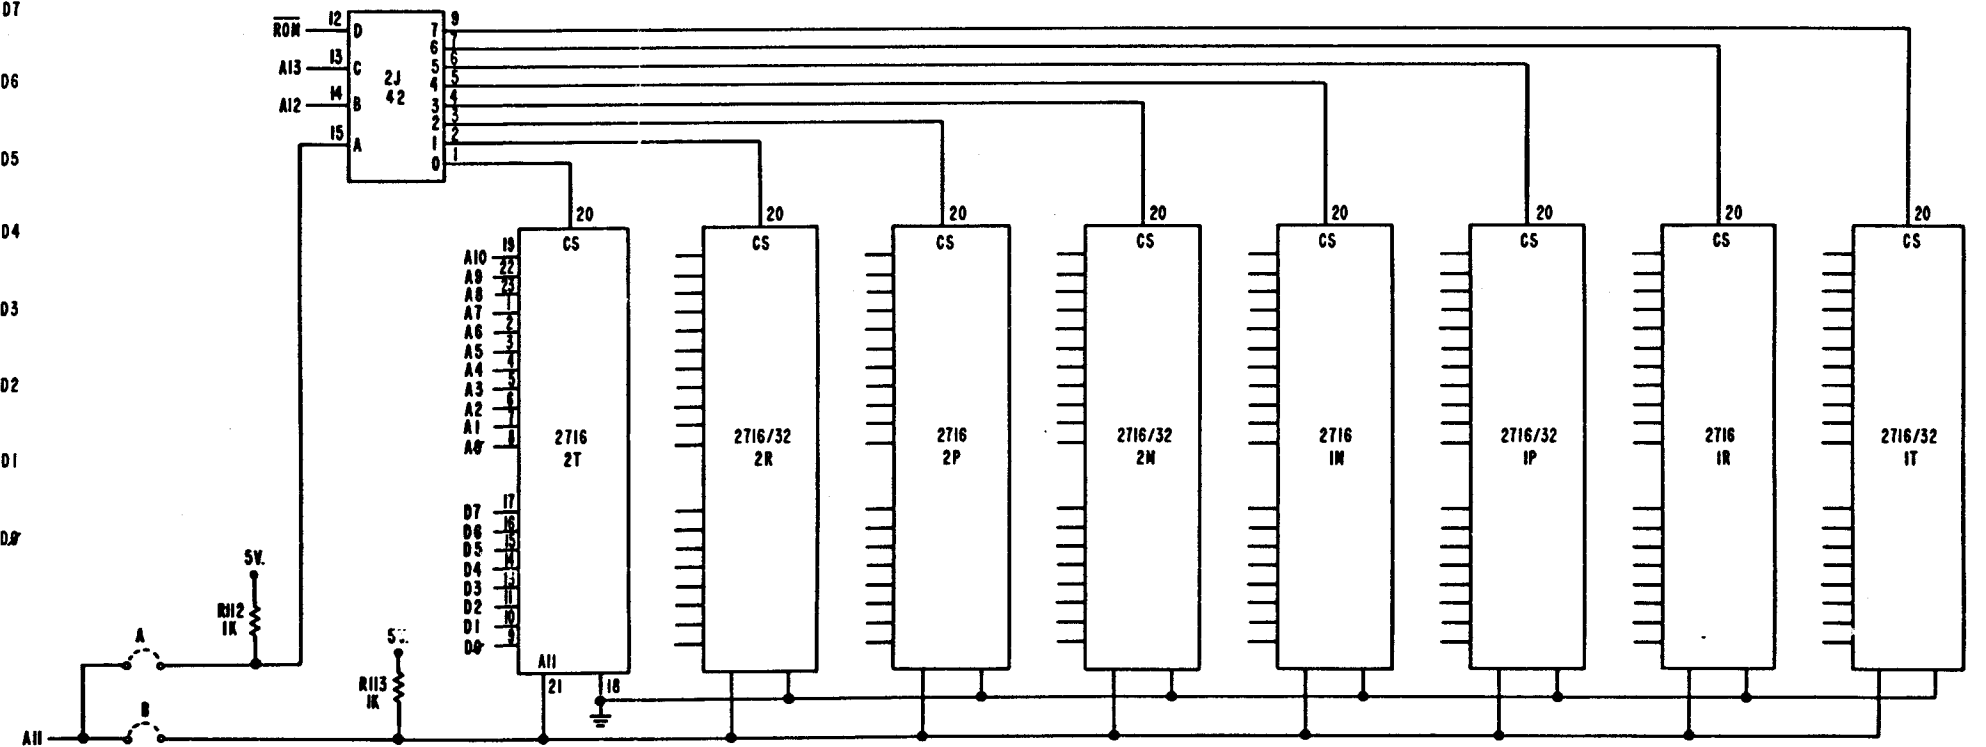 D7
D6
D5
D4
D3
D2
D1
D0
ROM 12 D 7 9
6 7
A13 13 C 5 6
2J 4 5
42
A12 14 B 3 4
2 3
A 15 1 2
0 1
20 20 20 20 20 20 20 20
CS CS CS CS CS CS CS CS
A10 19
A9 22
A8 23
A7 1
A6 2
A5 3
A4 4
A3 5
A2 6
A1 7
A0 8
2716 2716/32 2716 2716/32 2716 2716/32 2716 2716/32
2T 2R 2P 2M 1M 1P 1R 1T
D7 17
D6 16
D5 15
D4 14
D3 13
D2 11
D1 10
D0 9
A11
21 18
5V.
R112
1K
A
5V.
R113
1K
B
A11